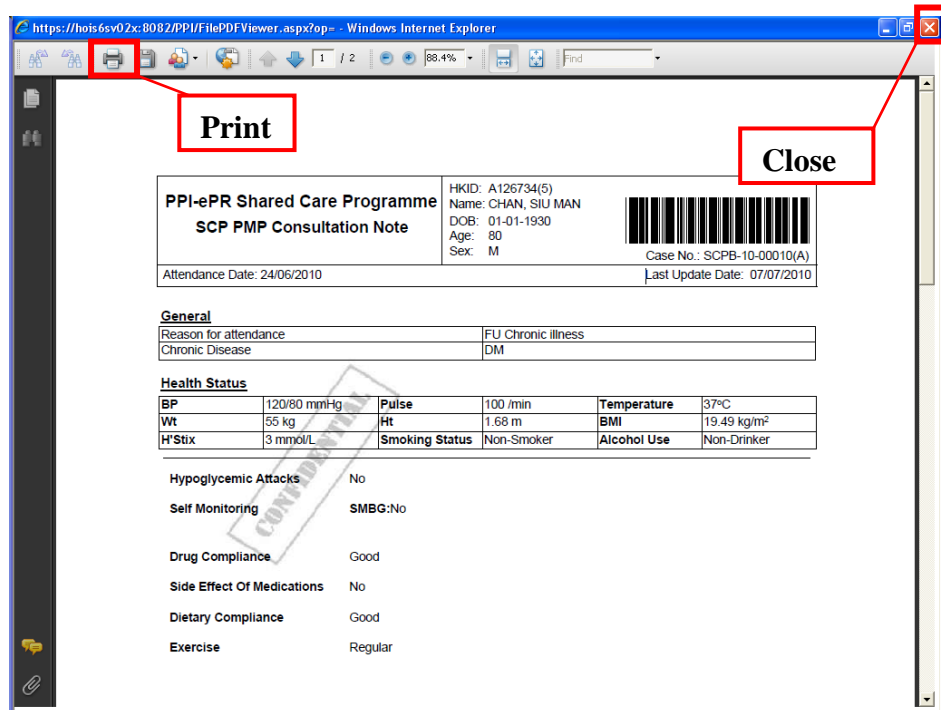 https://hois6sv02x:8082/PPI/FilePDFViewer.aspx?op= - Windows Internet Explorer
1 / 2 88.4% Find
Print
Close
PPI-ePR Shared Care Programme
SCP PMP Consultation Note
HKID: A126734(5)
Name: CHAN, SIU MAN
DOB: 01-01-1930
Age: 80
Sex: M
Case No.: SCPB-10-00010(A)
Attendance Date: 24/06/2010 Last Update Date: 07/07/2010
General
Reason for attendance FU Chronic illness
Chronic Disease DM
Health Status
BP 120/80 mmHg Pulse 100 /min Temperature 37ºC
Wt 55 kg Ht 1.68 m BMI 19.49 kg/m²
H'Stix 3 mmol/L Smoking Status Non-Smoker Alcohol Use Non-Drinker
CONFIDENTIAL
Hypoglycemic Attacks No
Self Monitoring SMBG:No
Drug Compliance Good
Side Effect Of Medications No
Dietary Compliance Good
Exercise Regular